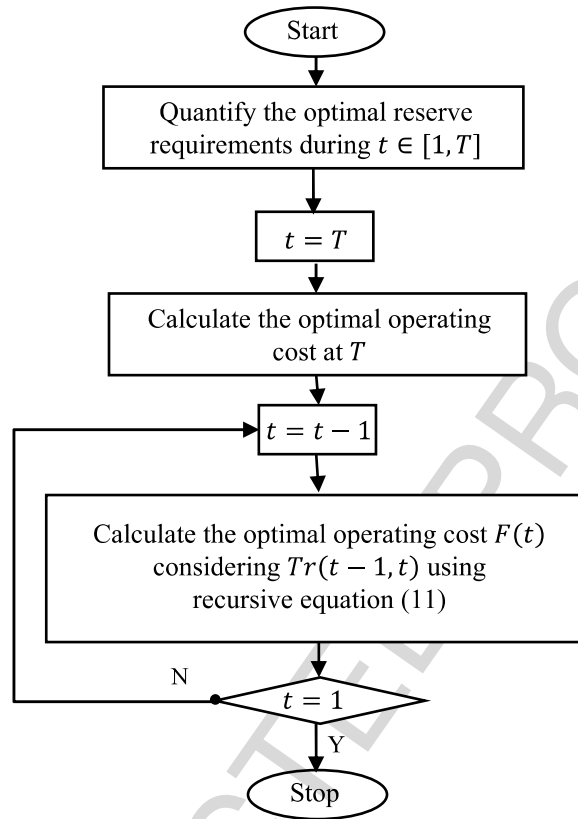 Start
Quantify the optimal reserve
requirements during t ∈ [1, T]
t = T
Calculate the optimal operating
cost at T
t = t − 1
Calculate the optimal operating cost F(t)
considering Tr(t − 1, t) using
recursive equation (11)
N
t = 1
Y
Stop